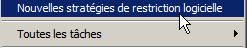 Nouvelles stratégies de restriction logicielle
Toutes les tâches